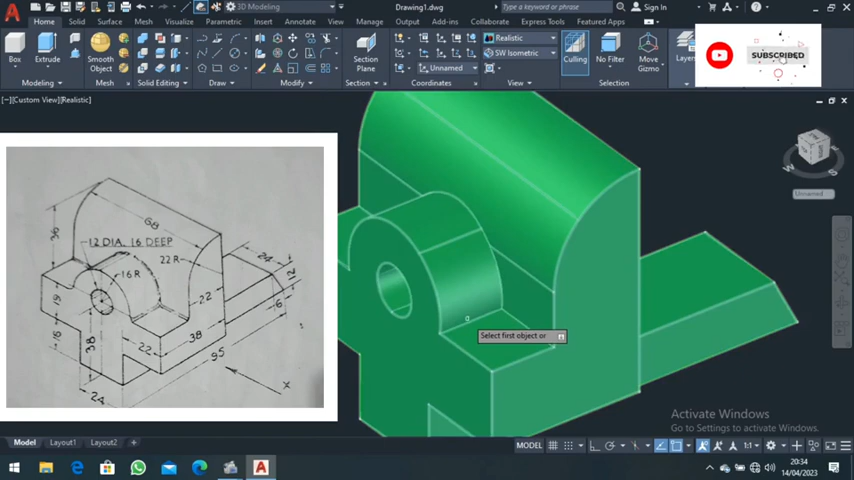 3D Modeling
Drawing1.dwg
Type a keyword or phrase
Sign In
Home
Solid
Surface
Mesh
Visualize
Parametric
Insert
Annotate
View
Manage
Output
Add-ins
Collaborate
Express Tools
Featured Apps
Box
Extrude
Smooth
Object
Section
Plane
Realistic
SW Isometric
Unnamed
Culling
No Filter
Move
Gizmo
Layers
SUBSCRIBED
Modeling
Mesh
Solid Editing
Draw
Modify
Section
Coordinates
View
Selection
[−][Custom View][Realistic]
W
S
Unnamed
68
36
12 DIA, 16 DEEP
22 R
16 R
24
12
19
22
6
16
38
38
22
95
24
X
Select first object or
Activate Windows
Go to Settings to activate Windows.
Model
Layout1
Layout2
+
MODEL
1:1
20:34
14/04/2023